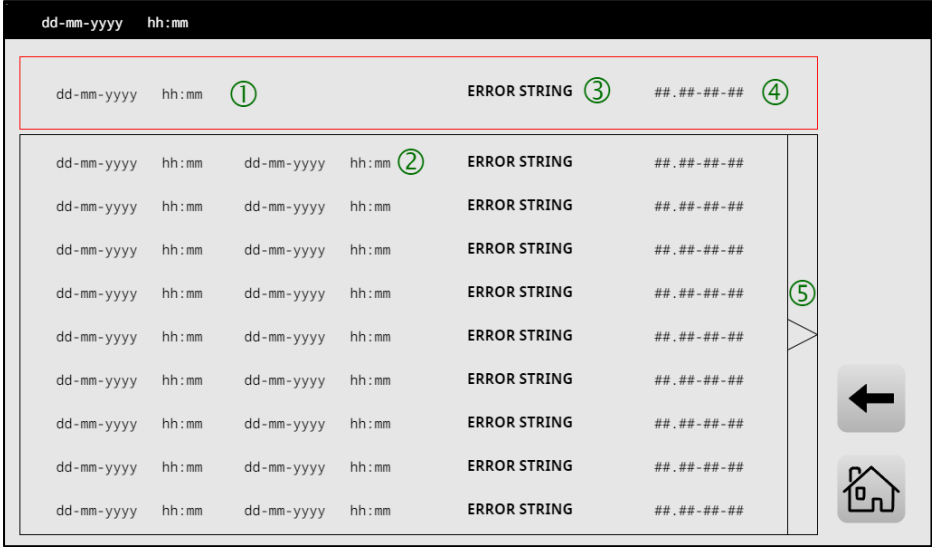 dd-mm-yyyy hh:mm
dd-mm-yyyy hh:mm ① ERROR STRING ③ ##.##-##-## ④
dd-mm-yyyy hh:mm dd-mm-yyyy hh:mm ② ERROR STRING ##.##-##-##
dd-mm-yyyy hh:mm dd-mm-yyyy hh:mm ERROR STRING ##.##-##-##
dd-mm-yyyy hh:mm dd-mm-yyyy hh:mm ERROR STRING ##.##-##-##
dd-mm-yyyy hh:mm dd-mm-yyyy hh:mm ERROR STRING ##.##-##-## ⑤
dd-mm-yyyy hh:mm dd-mm-yyyy hh:mm ERROR STRING ##.##-##-##
dd-mm-yyyy hh:mm dd-mm-yyyy hh:mm ERROR STRING ##.##-##-##
dd-mm-yyyy hh:mm dd-mm-yyyy hh:mm ERROR STRING ##.##-##-##
dd-mm-yyyy hh:mm dd-mm-yyyy hh:mm ERROR STRING ##.##-##-##
dd-mm-yyyy hh:mm dd-mm-yyyy hh:mm ERROR STRING ##.##-##-##